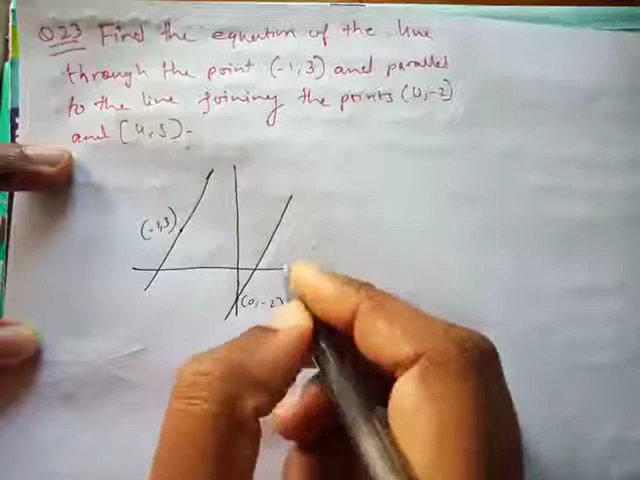 Q23 Find the equation of the line
through the point (-1,3) and parallel
to the line joining the points (0,-2)
and (4,5).
(-1,3)
(0,-2)